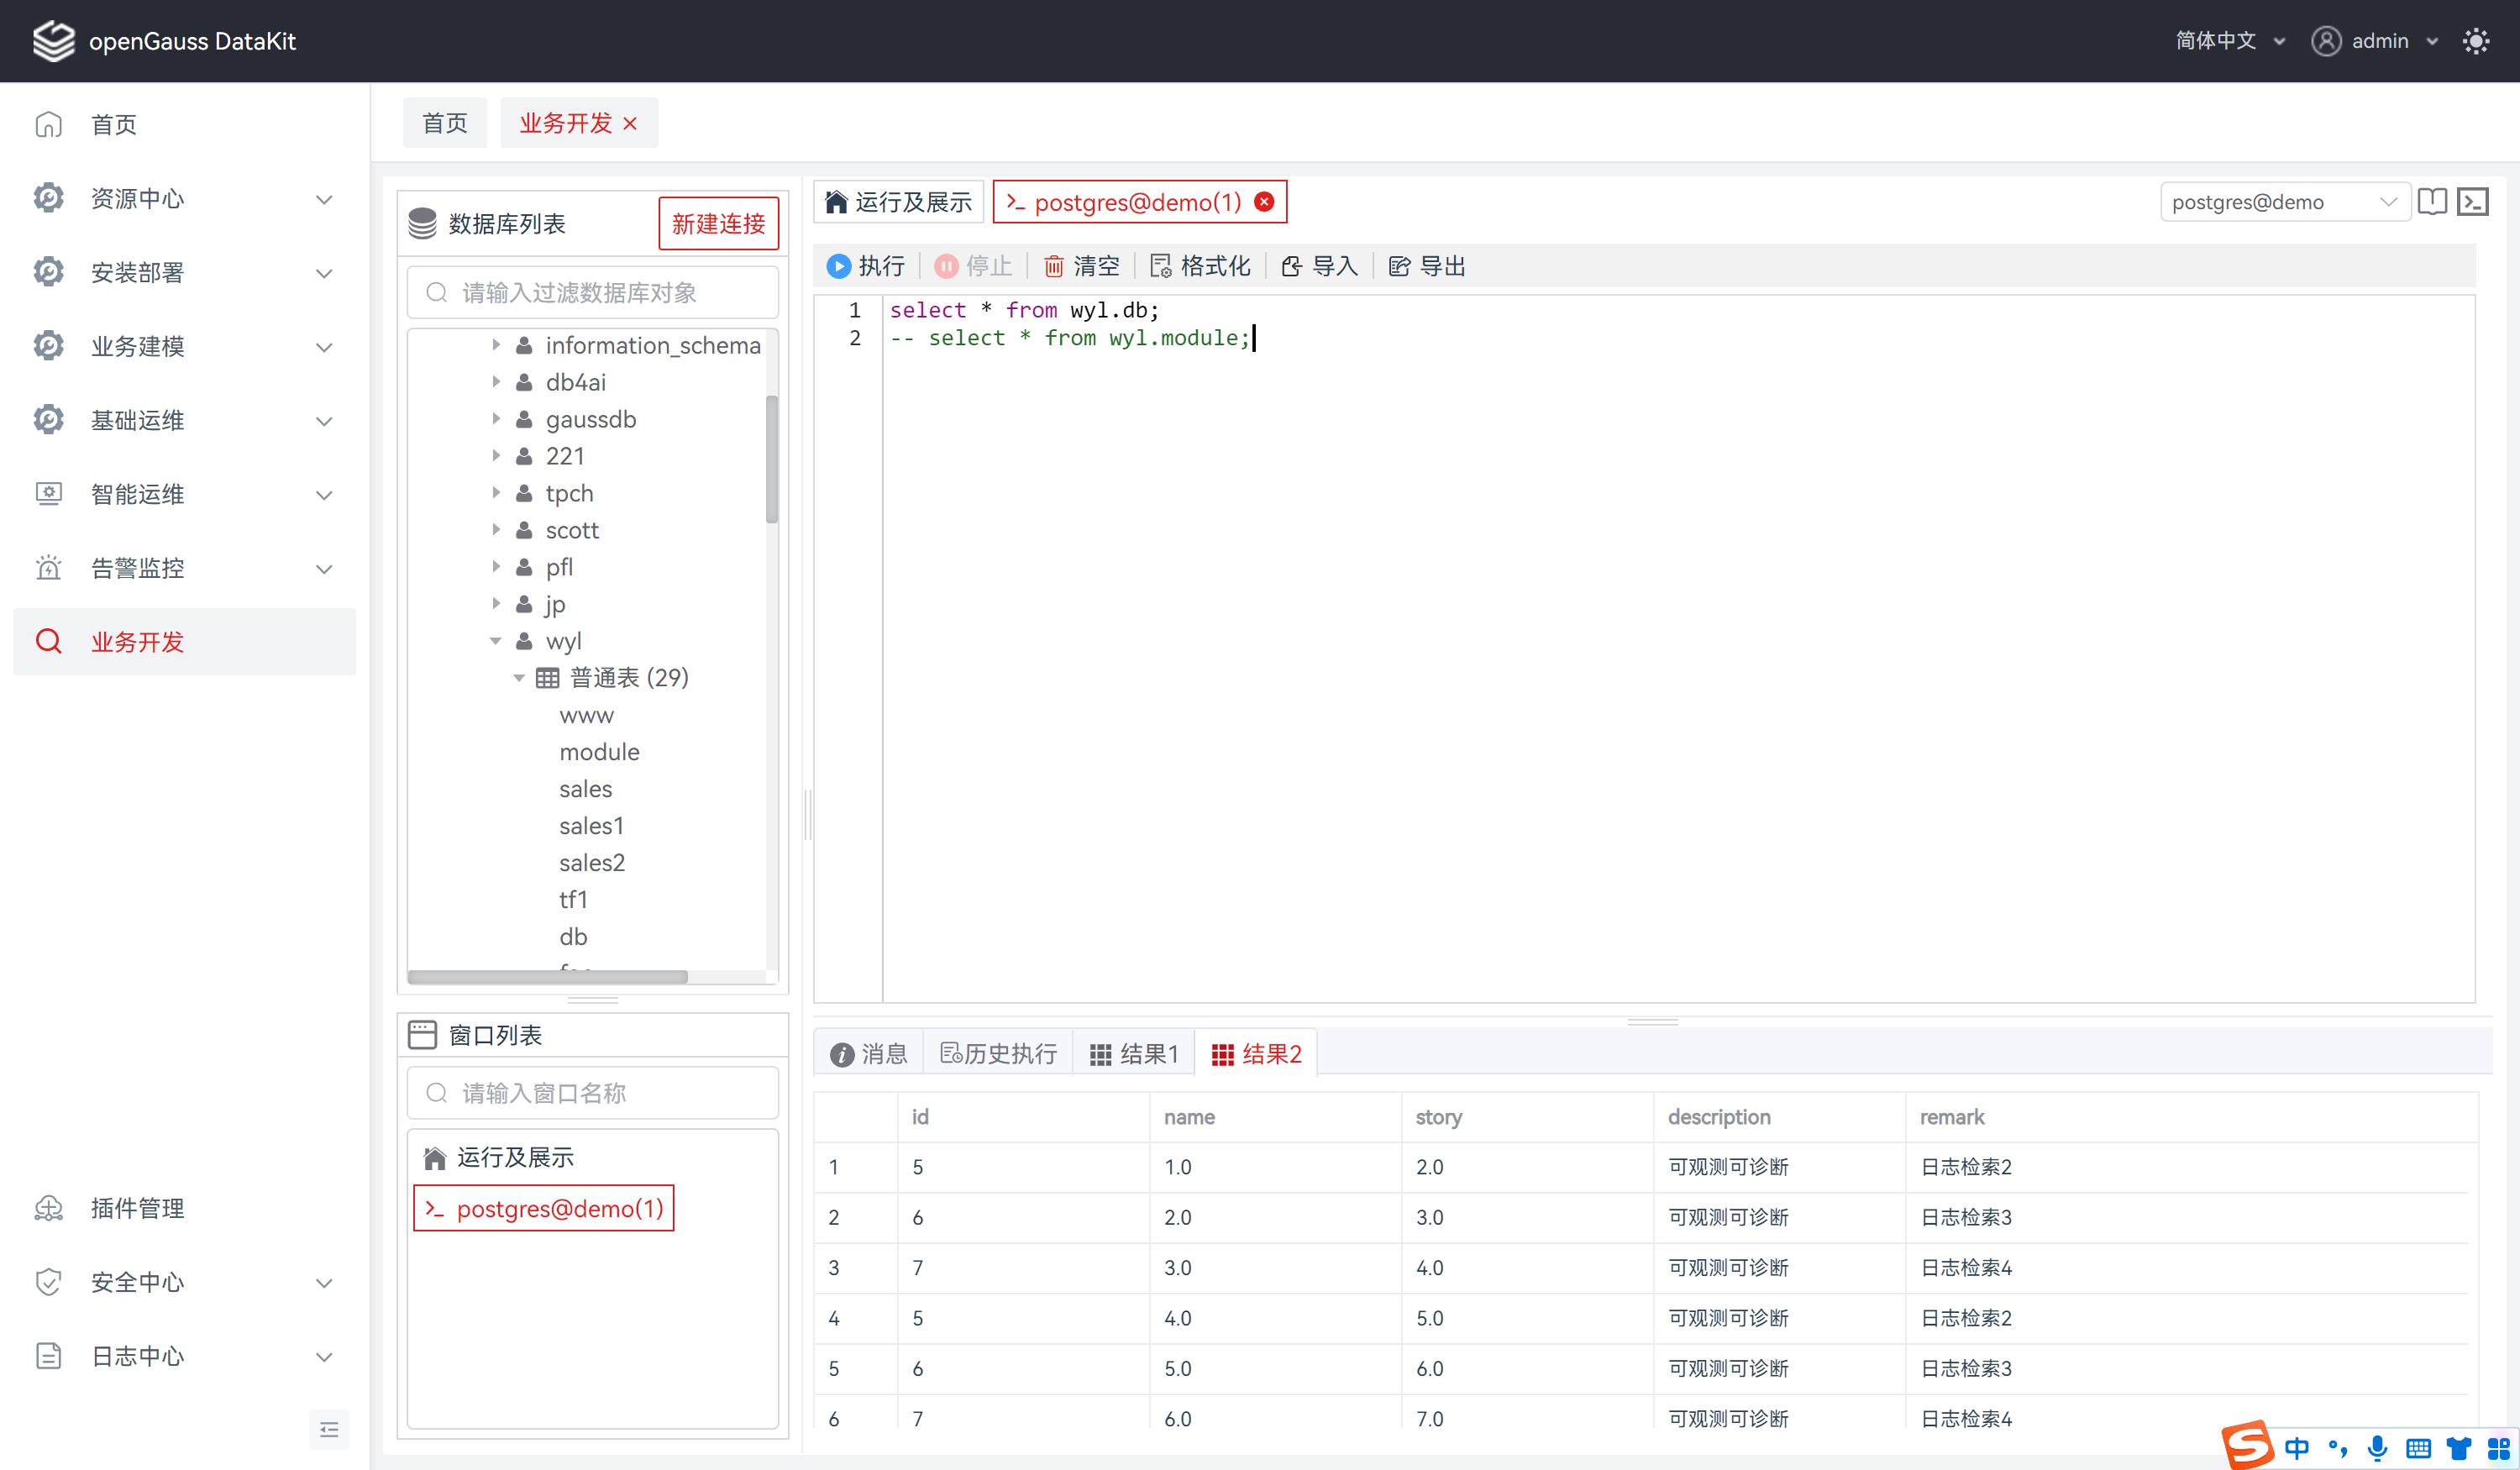 openGauss DataKit
简体中文
admin
首页
资源中心
安装部署
业务建模
基础运维
智能运维
告警监控
业务开发
插件管理
安全中心
日志中心
首页
业务开发
数据库列表
新建连接
请输入过滤数据库对象
information_schema
db4ai
gaussdb
221
tpch
scott
pfl
jp
wyl
普通表 (29)
www
module
sales
sales1
sales2
tf1
db
窗口列表
请输入窗口名称
运行及展示
postgres@demo(1)
运行及展示
postgres@demo(1)
postgres@demo
执行 停止 清空 格式化 导入 导出
1 select * from wyl.db;
2 -- select * from wyl.module;
消息 历史执行 结果1 结果2
id name story description remark
1 5 1.0 2.0 可观测可诊断 日志检索2
2 6 2.0 3.0 可观测可诊断 日志检索3
3 7 3.0 4.0 可观测可诊断 日志检索4
4 5 4.0 5.0 可观测可诊断 日志检索2
5 6 5.0 6.0 可观测可诊断 日志检索3
6 7 6.0 7.0 可观测可诊断 日志检索4
中